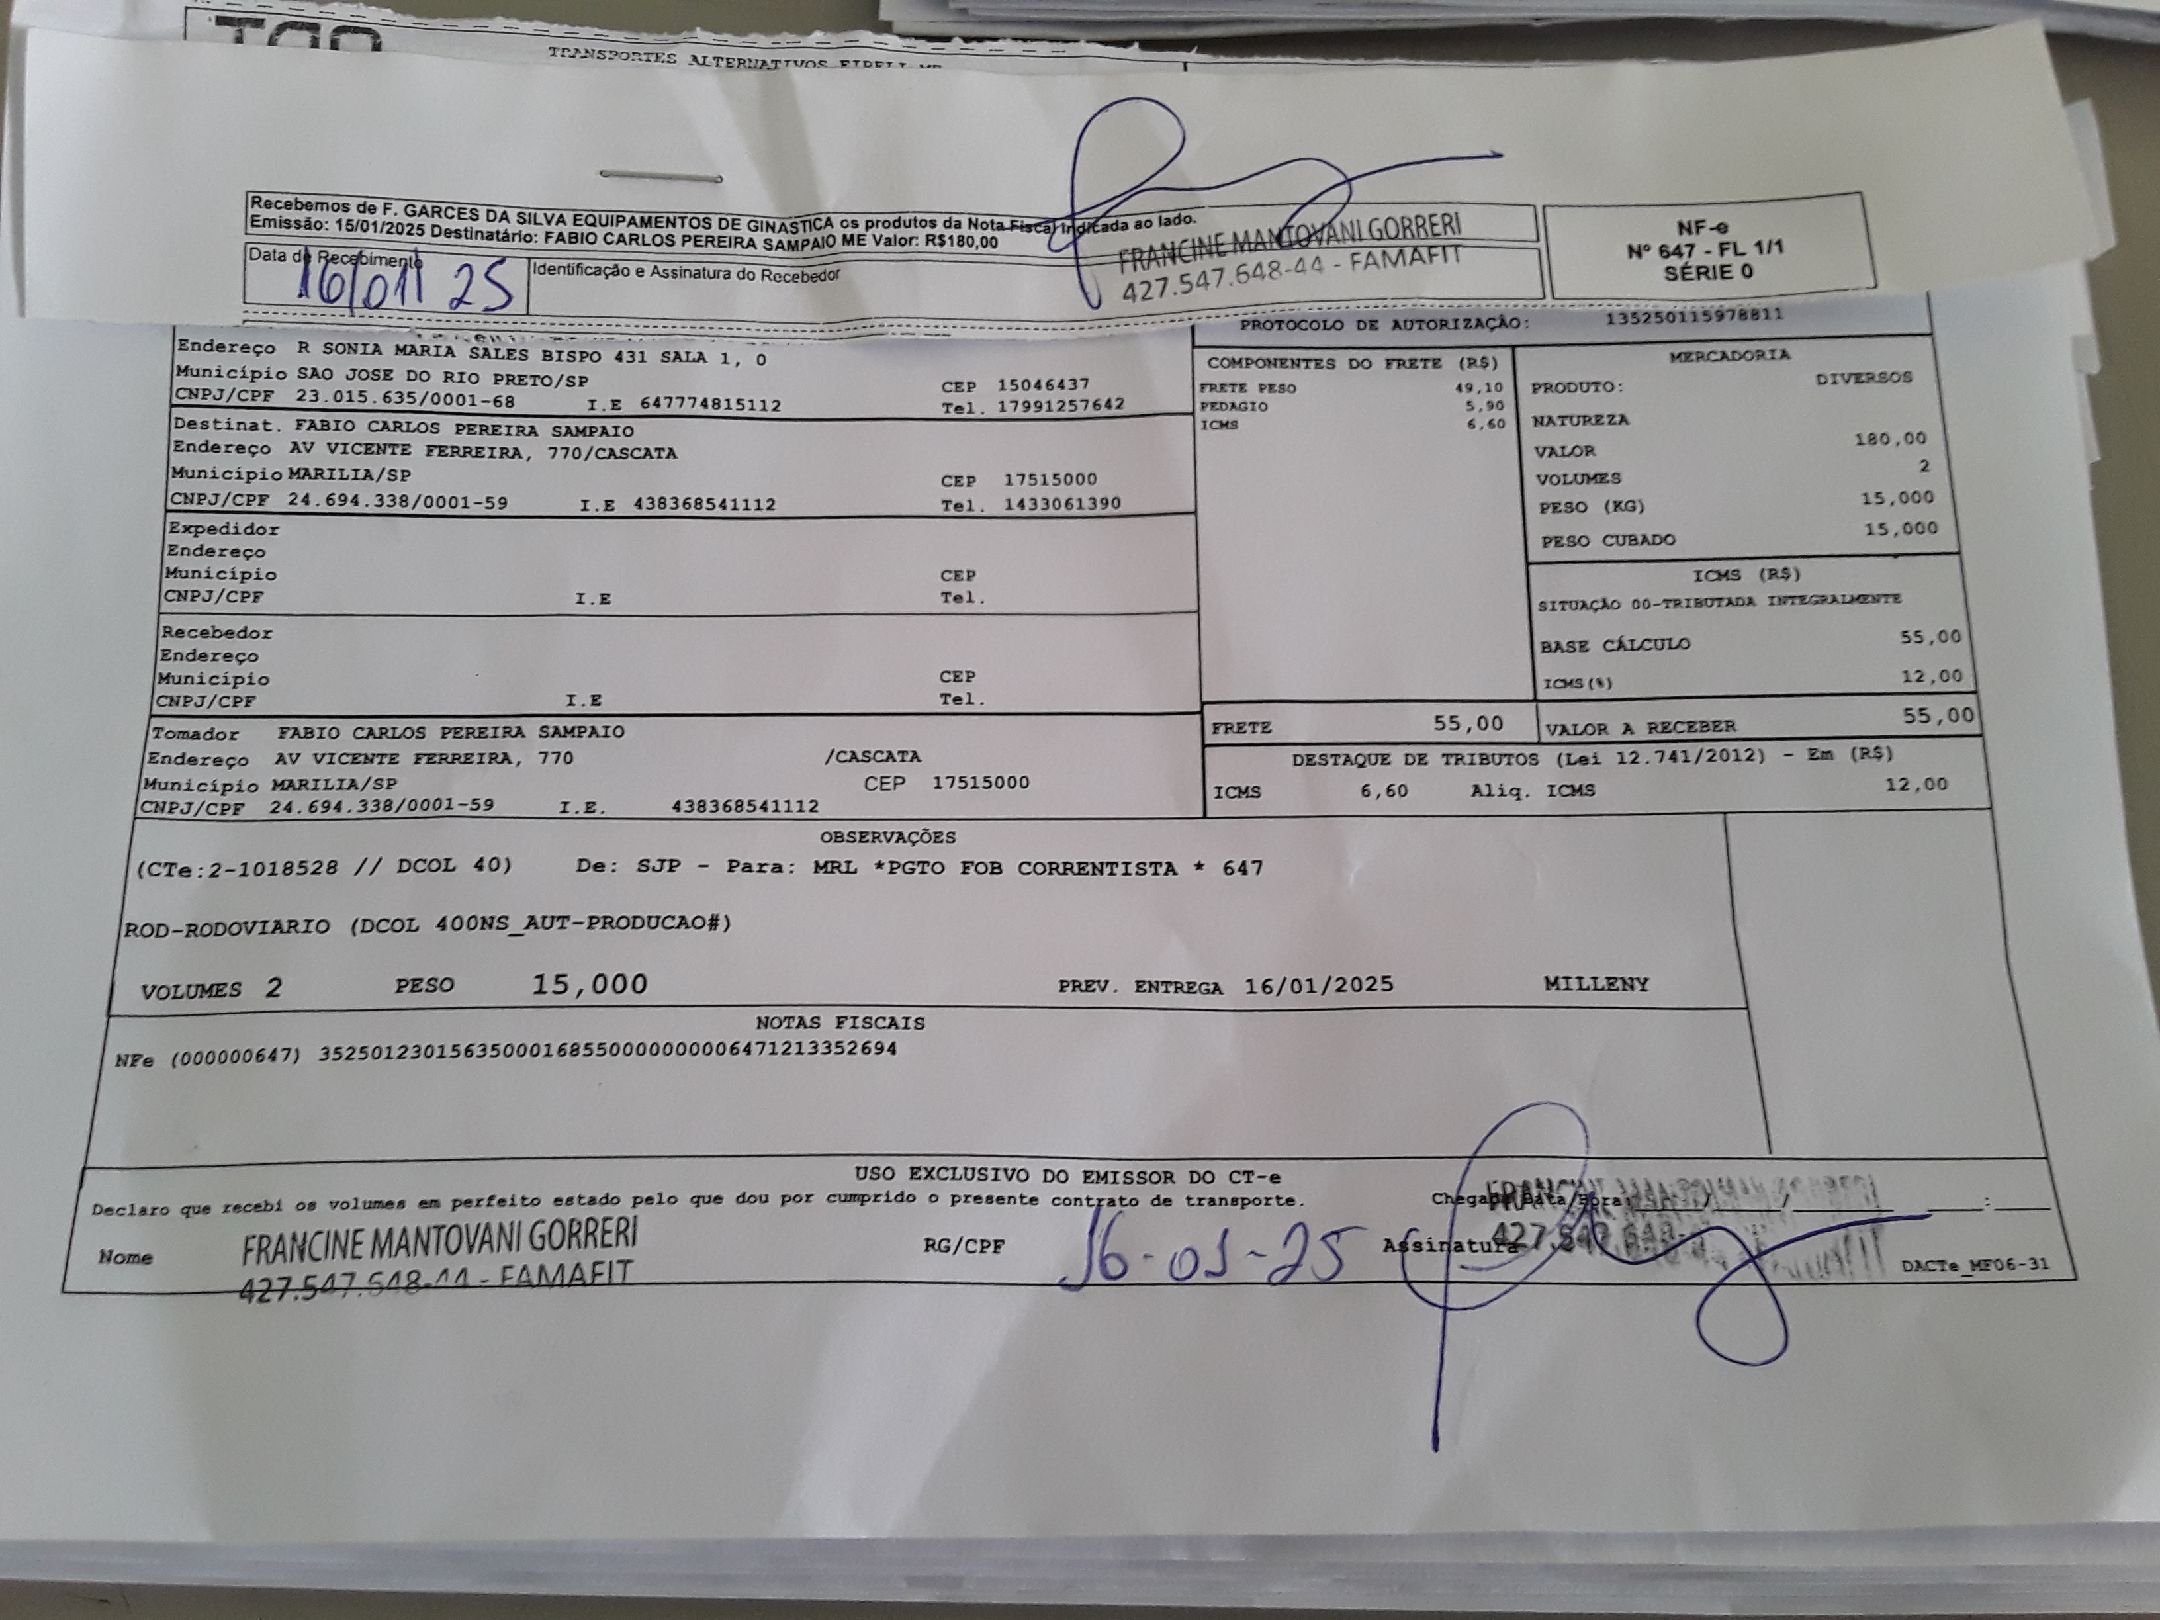 TRANSPORTES ALTERNATIVOS EIRELI ME
Recebemos de F. GARCES DA SILVA EQUIPAMENTOS DE GINASTICA os produtos da Nota Fiscal indicada ao lado.
Emissão: 15/01/2025 Destinatário: FABIO CARLOS PEREIRA SAMPAIO ME Valor: R$180,00
Data de Recebimento
16/01/25
Identificação e Assinatura do Recebedor
FRANCINE MANTOVANI GORRERI
427.547.648-44 - FAMAFIT
NF-e
Nº 647 - FL 1/1
SÉRIE 0
PROTOCOLO DE AUTORIZAÇÃO: 135250115978811
Endereço R SONIA MARIA SALES BISPO 431 SALA 1, 0
Município SAO JOSE DO RIO PRETO/SP CEP 15046437
CNPJ/CPF 23.015.635/0001-68 I.E 647774815112 Tel. 17991257642
Destinat. FABIO CARLOS PEREIRA SAMPAIO
Endereço AV VICENTE FERREIRA, 770/CASCATA
Município MARILIA/SP CEP 17515000
CNPJ/CPF 24.694.338/0001-59 I.E 438368541112 Tel. 1433061390
Expedidor
Endereço
Município CEP
CNPJ/CPF I.E Tel.
Recebedor
Endereço
Município CEP
CNPJ/CPF I.E Tel.
Tomador FABIO CARLOS PEREIRA SAMPAIO
Endereço AV VICENTE FERREIRA, 770 /CASCATA
Município MARILIA/SP CEP 17515000
CNPJ/CPF 24.694.338/0001-59 I.E. 438368541112
COMPONENTES DO FRETE (R$)
FRETE PESO 49,10
PEDAGIO 5,90
ICMS 6,60
MERCADORIA
PRODUTO: DIVERSOS
NATUREZA
VALOR 180,00
VOLUMES 2
PESO (KG) 15,000
PESO CUBADO 15,000
ICMS (R$)
SITUAÇÃO 00-TRIBUTADA INTEGRALMENTE
BASE CÁLCULO 55,00
ICMS(%) 12,00
FRETE 55,00 VALOR A RECEBER 55,00
DESTAQUE DE TRIBUTOS (Lei 12.741/2012) - Em (R$)
ICMS 6,60 Aliq. ICMS 12,00
OBSERVAÇÕES
(CTe:2-1018528 // DCOL 40) De: SJP - Para: MRL *PGTO FOB CORRENTISTA * 647
ROD-RODOVIARIO (DCOL 400NS_AUT-PRODUCAO#)
VOLUMES 2 PESO 15,000 PREV. ENTREGA 16/01/2025 MILLENY
NOTAS FISCAIS
NFe (000000647) 35250123015635000168550000000006471213352694
USO EXCLUSIVO DO EMISSOR DO CT-e
Declaro que recebi os volumes em perfeito estado pelo que dou por cumprido o presente contrato de transporte. Chegada Data/Hora: / / :
Nome FRANCINE MANTOVANI GORRERI RG/CPF 16-01-25 Assinatura
427.547.648-44 - FAMAFIT
DACTe_MF06-31